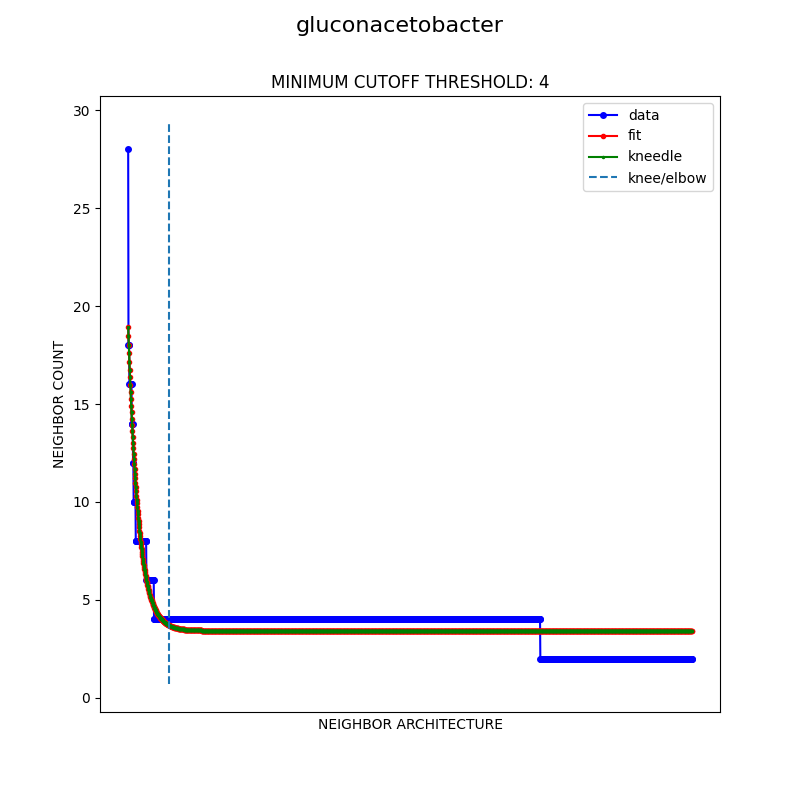 gluconacetobacter
MINIMUM CUTOFF THRESHOLD: 4
data
fit
kneedle
knee/elbow
30
25
20
15
10
5
0
NEIGHBOR COUNT
NEIGHBOR ARCHITECTURE